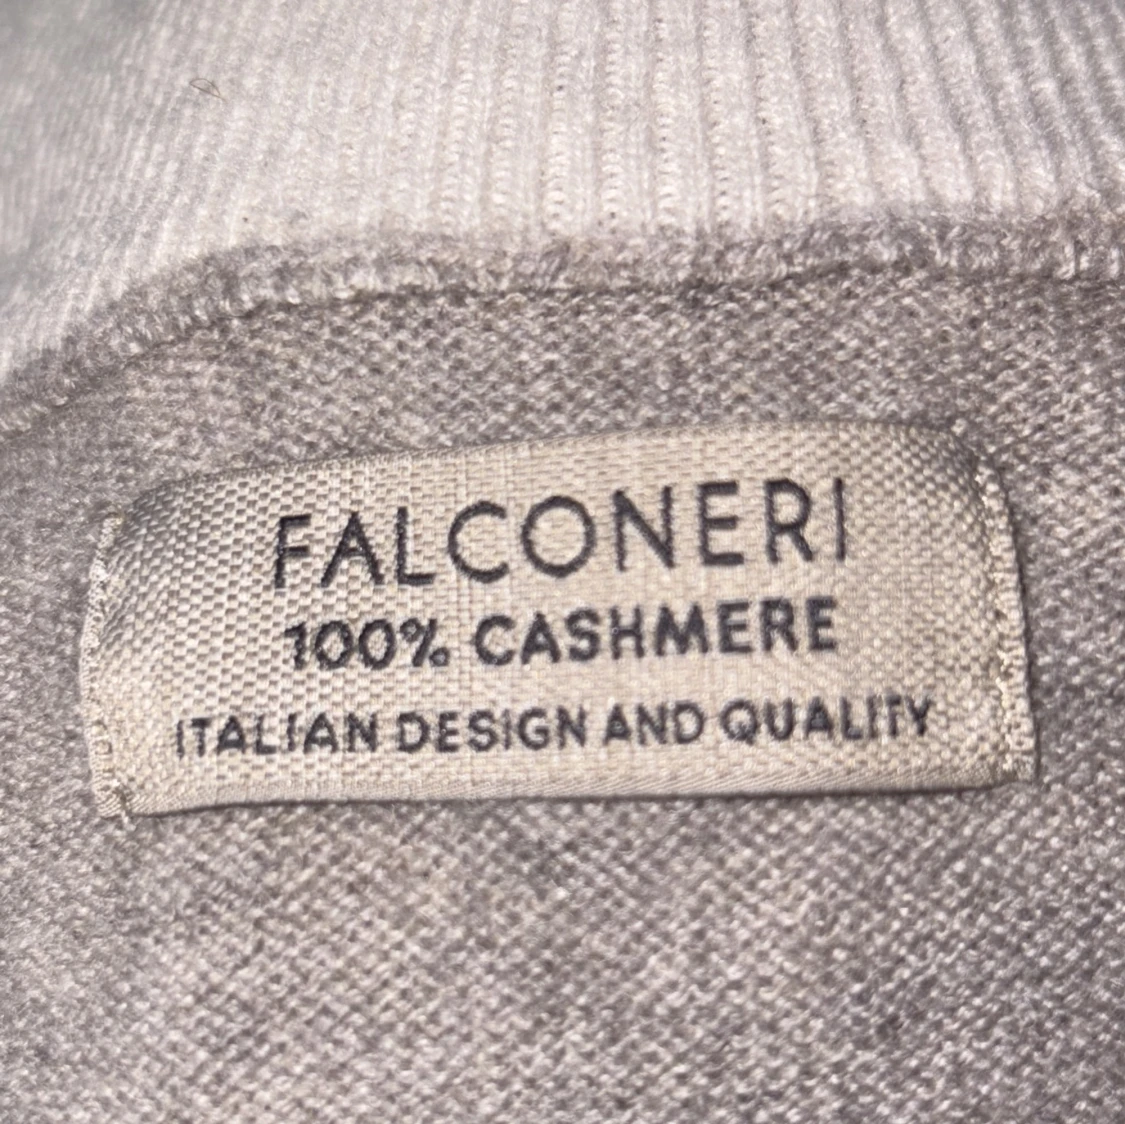 FALCONERI
100% CASHMERE
ITALIAN DESIGN AND QUALITY